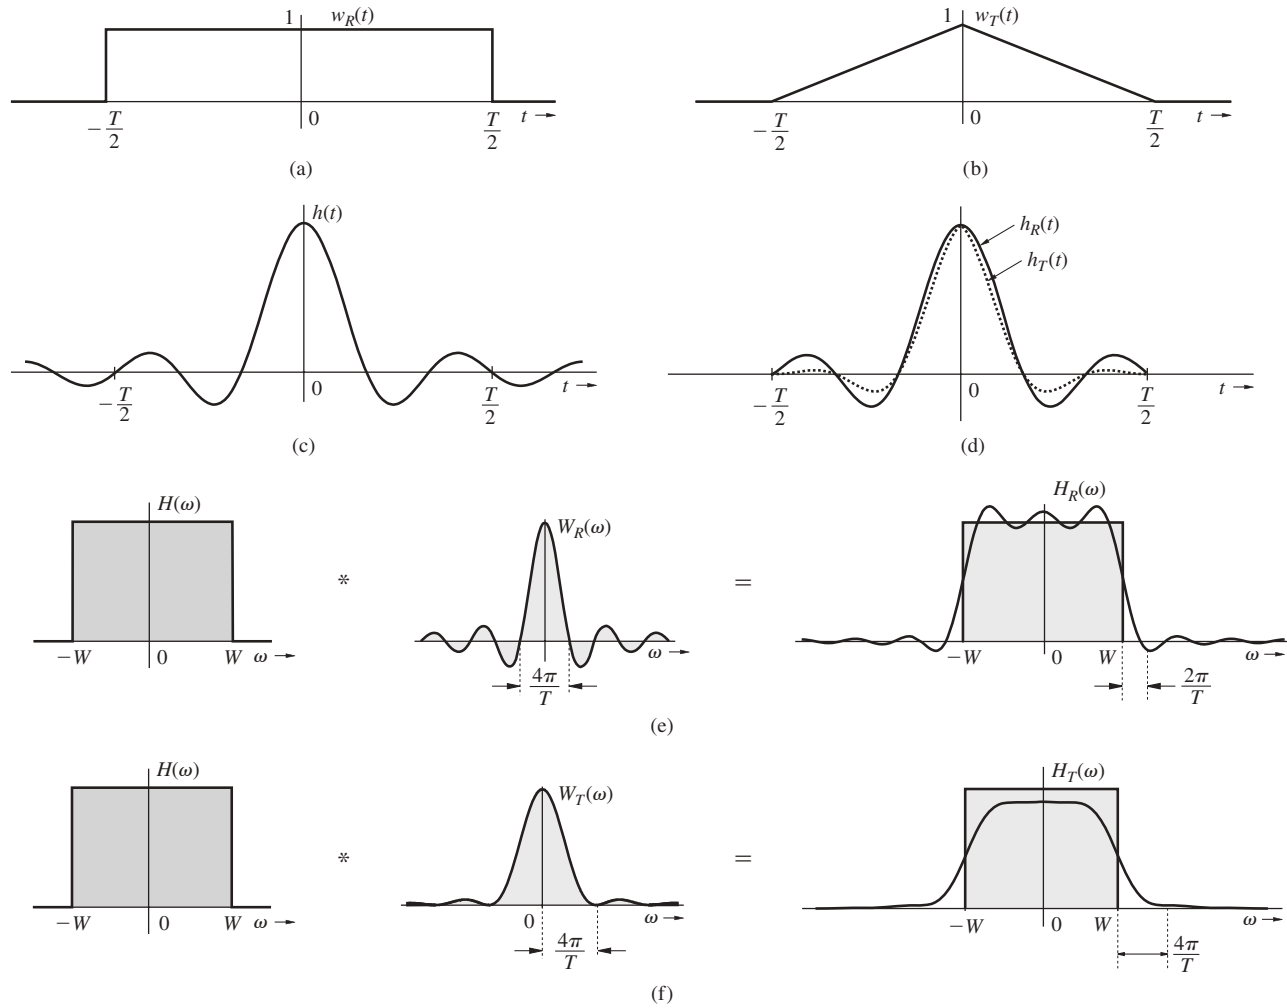 1 w_R(t)
−T/2 0 T/2 t →
(a)
1 w_T(t)
−T/2 0 T/2 t →
(b)
h(t)
−T/2 0 T/2 t →
(c)
h_R(t)
h_T(t)
−T/2 0 T/2 t →
(d)
H(ω)
−W 0 W ω →
*
W_R(ω)
ω →
4π/T
=
H_R(ω)
−W 0 W ω →
2π/T
(e)
H(ω)
−W 0 W ω →
*
W_T(ω)
0 ω →
4π/T
=
H_T(ω)
−W 0 W ω →
4π/T
(f)